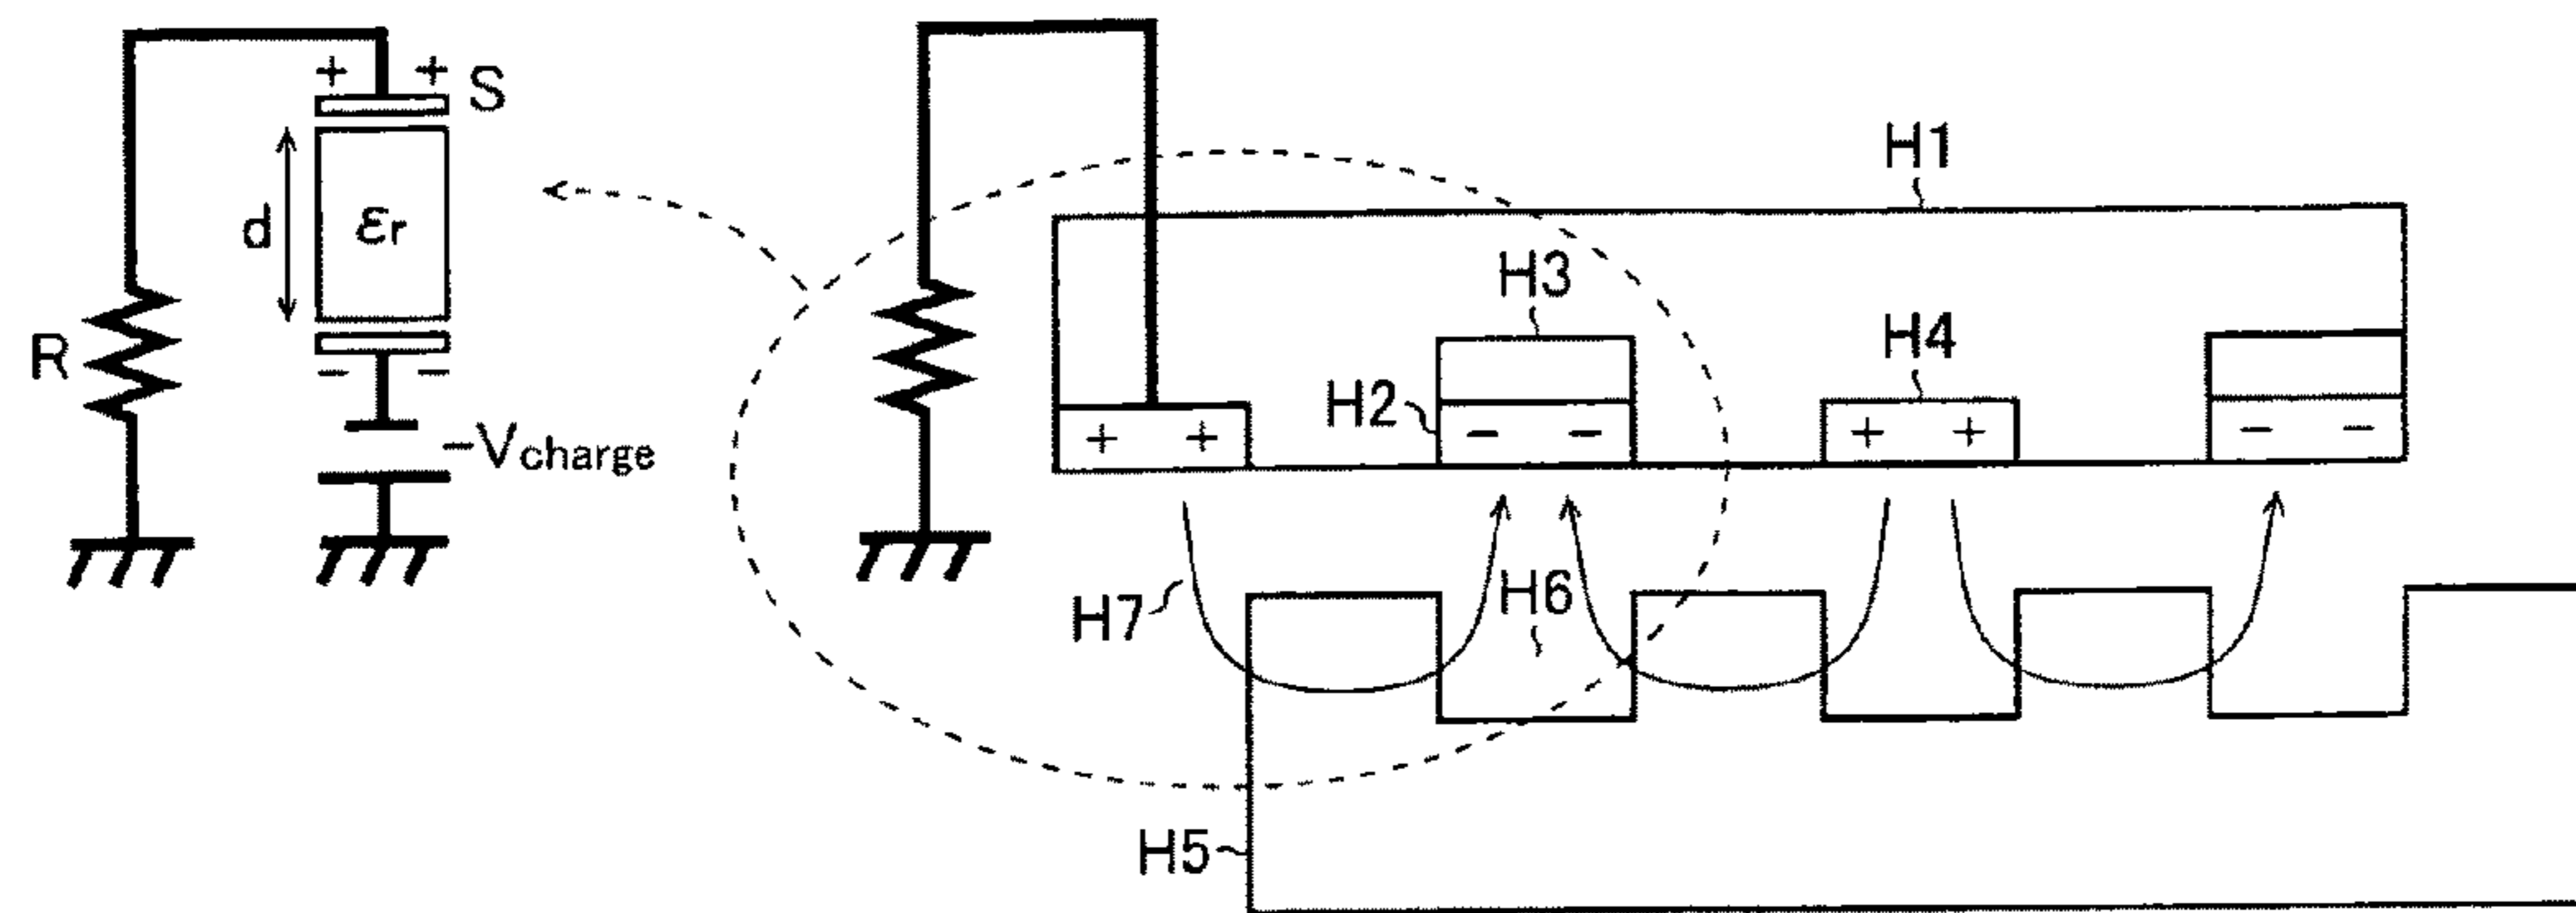 + + S
d εr
R
- -
-Vcharge
H1
H3
H4
H2
+ + - - + + - -
H6
H7
H5